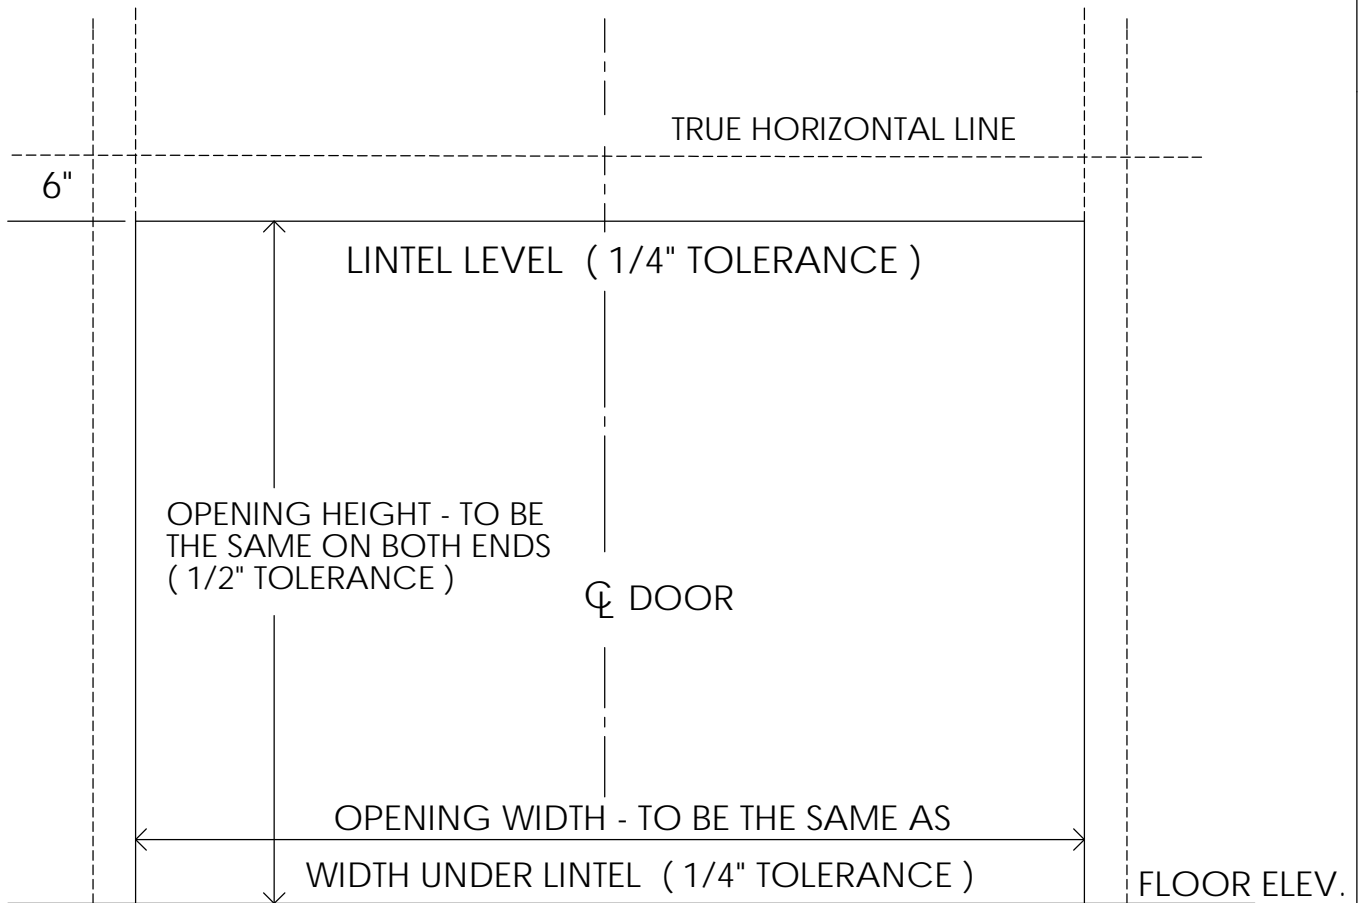 TRUE HORIZONTAL LINE
6"
LINTEL LEVEL ( 1/4" TOLERANCE )
OPENING HEIGHT - TO BE
THE SAME ON BOTH ENDS
( 1/2" TOLERANCE )
℄ DOOR
OPENING WIDTH - TO BE THE SAME AS
WIDTH UNDER LINTEL ( 1/4" TOLERANCE )
FLOOR ELEV.